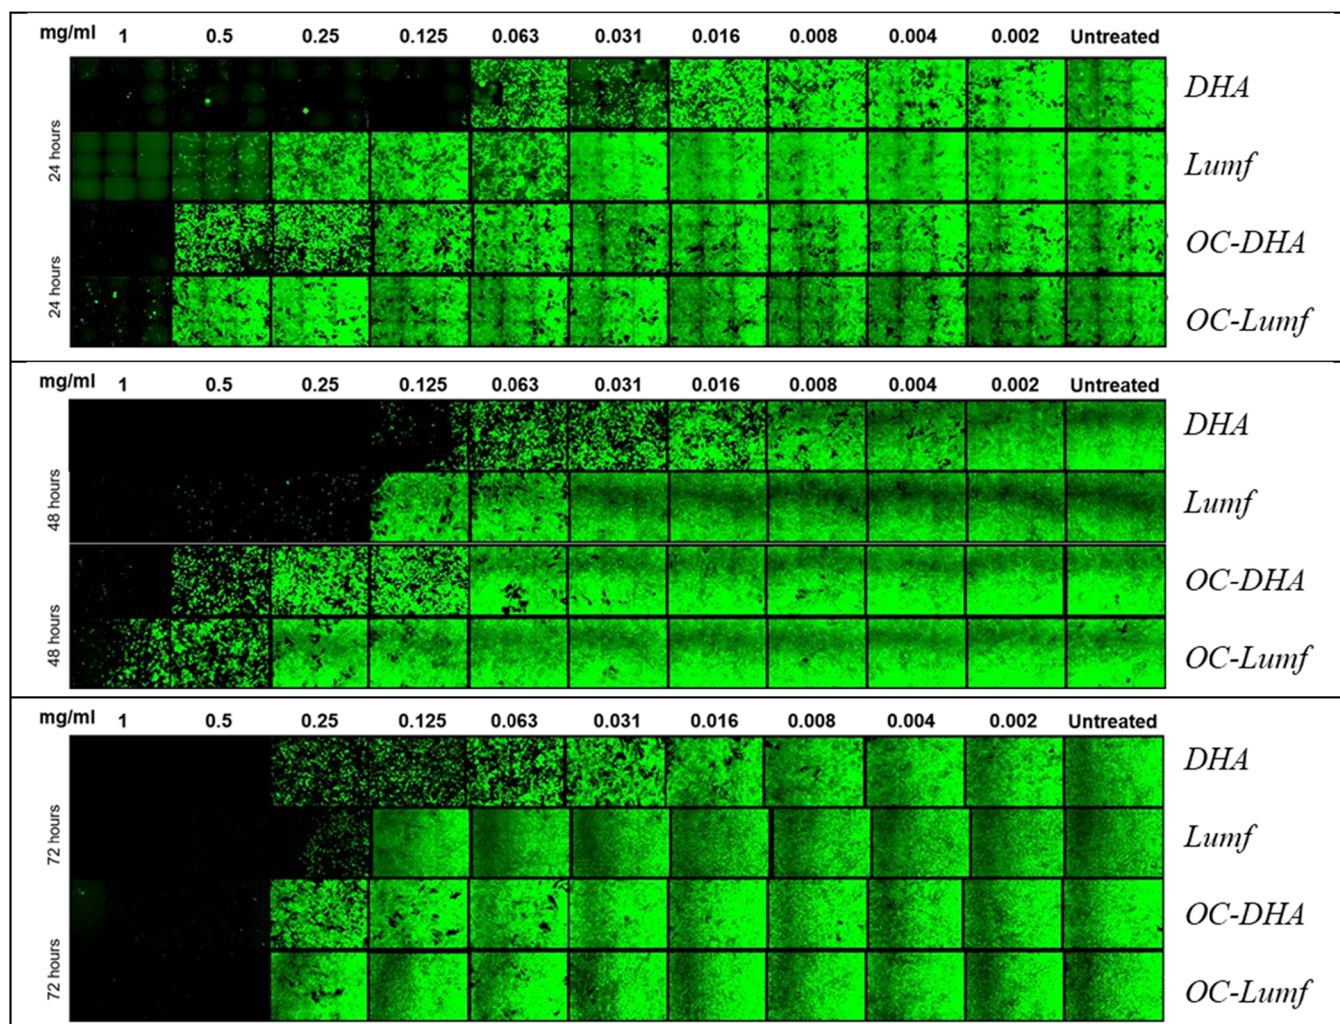 mg/ml 1 0.5 0.25 0.125 0.063 0.031 0.016 0.008 0.004 0.002 Untreated
24 hours
DHA
Lumf
24 hours
OC-DHA
OC-Lumf
mg/ml 1 0.5 0.25 0.125 0.063 0.031 0.016 0.008 0.004 0.002 Untreated
48 hours
DHA
Lumf
48 hours
OC-DHA
OC-Lumf
mg/ml 1 0.5 0.25 0.125 0.063 0.031 0.016 0.008 0.004 0.002 Untreated
72 hours
DHA
Lumf
72 hours
OC-DHA
OC-Lumf